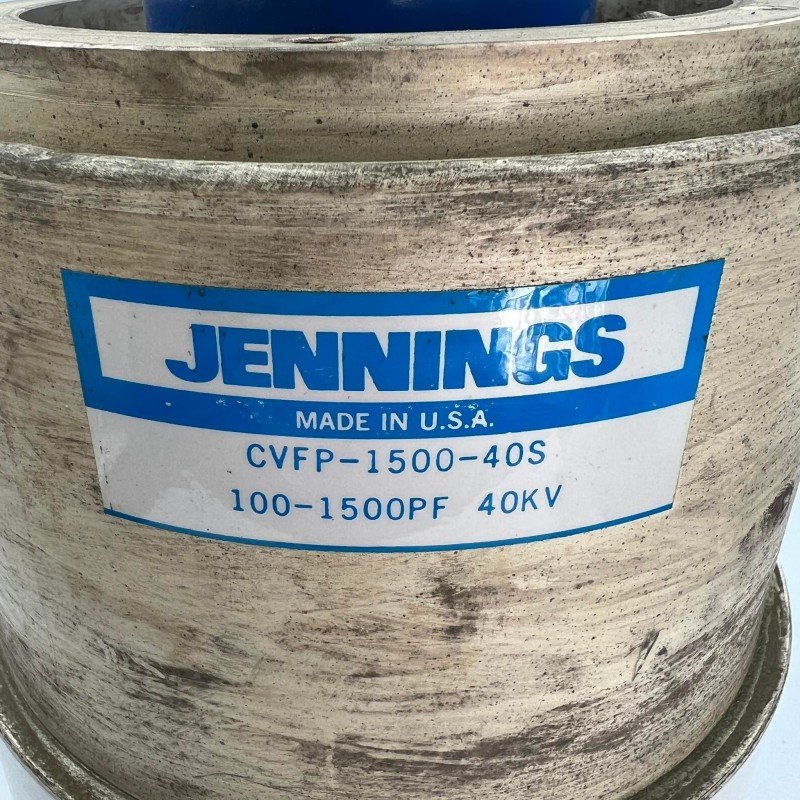 JENNINGS
MADE IN U.S.A.
CVFP-1500-40S
100-1500PF 40KV